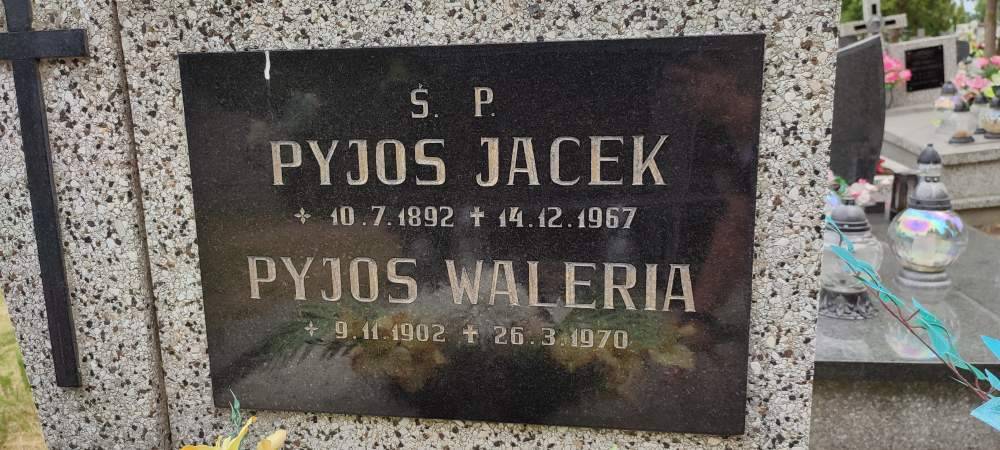 Ś. P.
PYJOS JACEK
✧ 10.7.1892 ✝ 14.12.1967
PYJOS WALERIA
✧ 9.11.1902 ✝ 26.3.1970